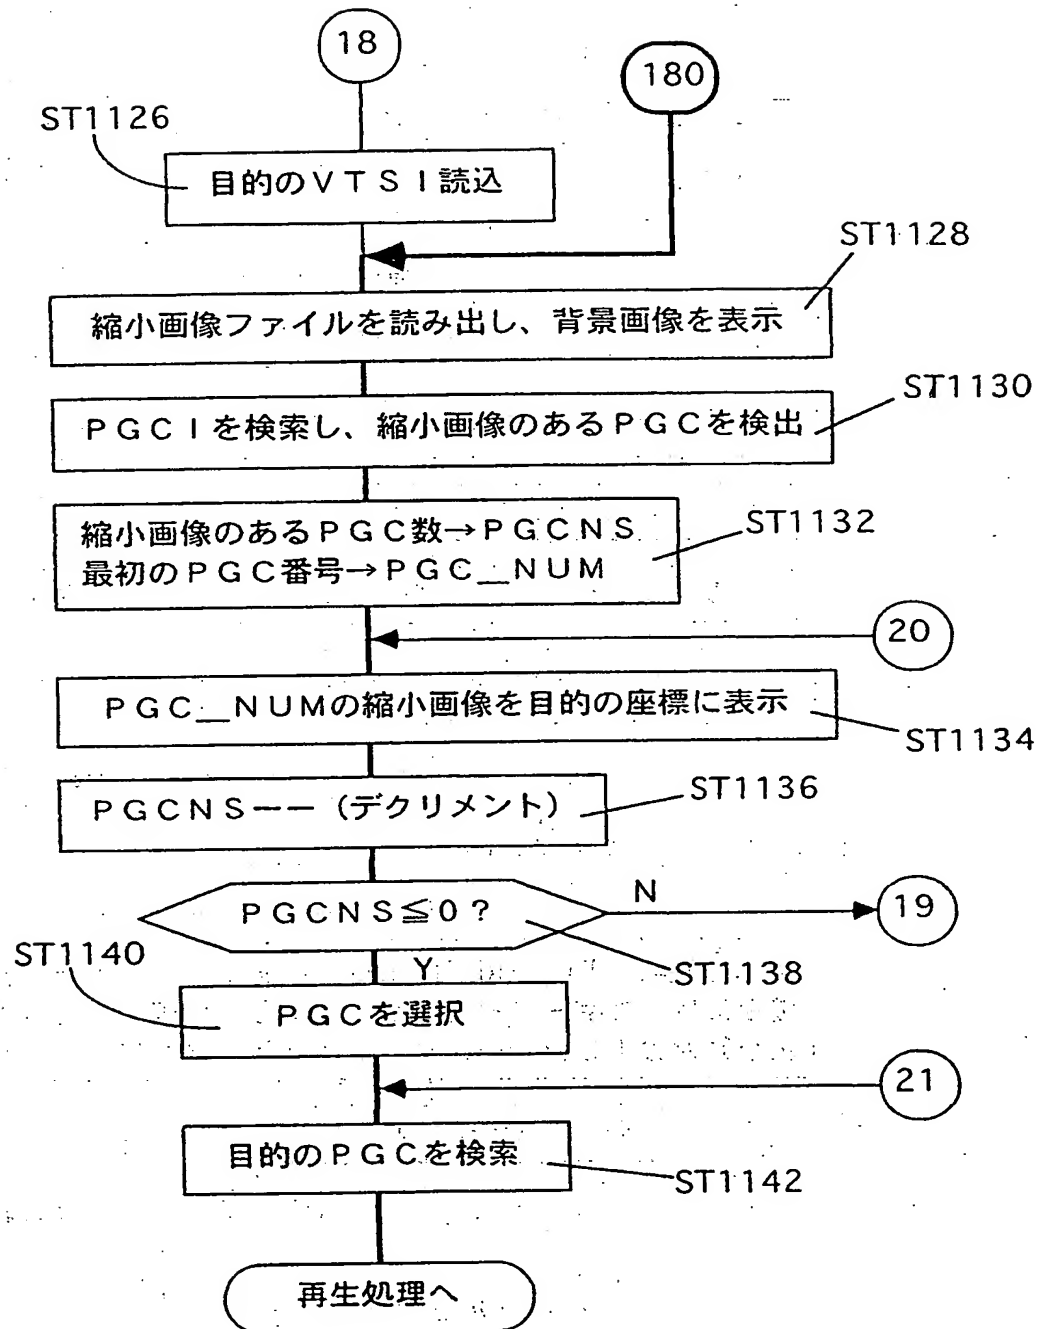 18
180
ST1126
目的のVTSI読込
ST1128
縮小画像ファイルを読み出し、背景画像を表示
ST1130
PGCIを検索し、縮小画像のあるPGCを検出
縮小画像のあるPGC数→PGCNS
最初のPGC番号→PGC__NUM
ST1132
20
PGC__NUMの縮小画像を目的の座標に表示
ST1134
PGCNS−−（デクリメント）
ST1136
PGCNS≦0？
N
19
ST1138
ST1140
Y
PGCを選択
21
目的のPGCを検索
ST1142
再生処理へ